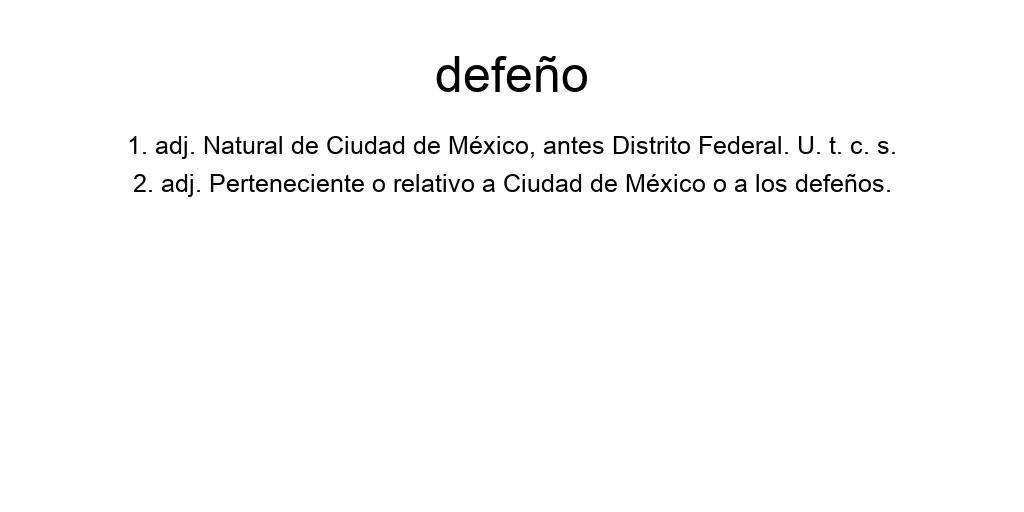 defeño
1. adj. Natural de Ciudad de México, antes Distrito Federal. U. t. c. s.
2. adj. Perteneciente o relativo a Ciudad de México o a los defeños.